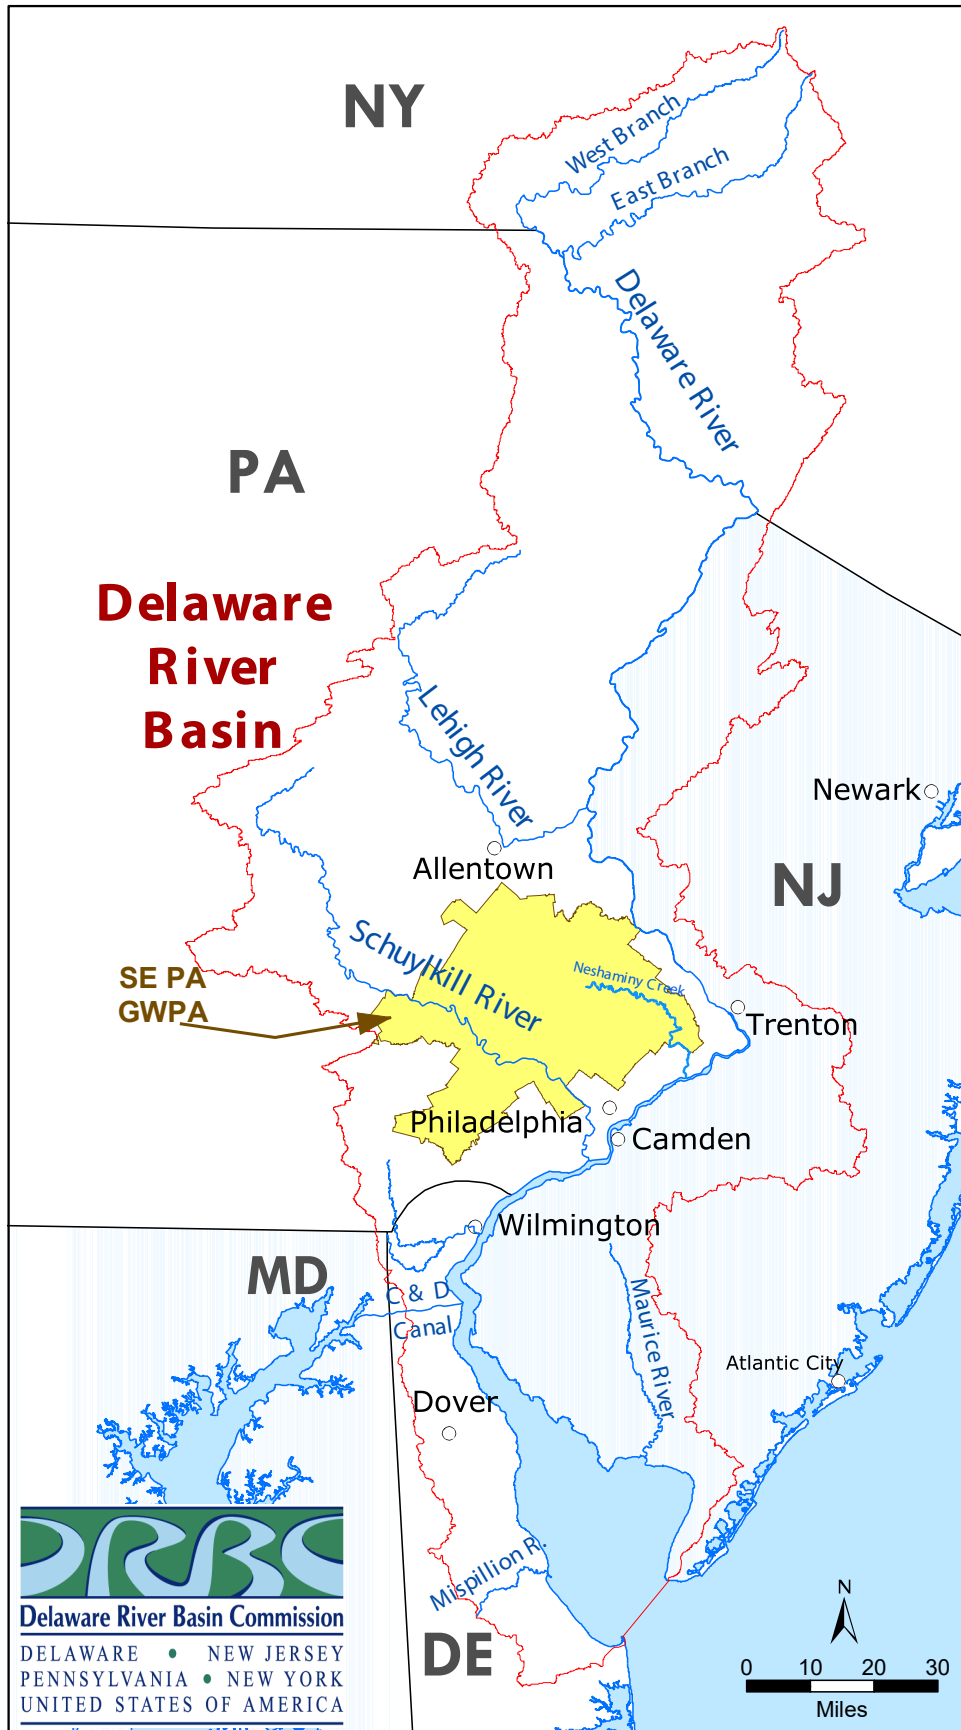 NY
West Branch
East Branch
Delaware River
PA
Delaware
River
Basin
Lehigh River
Newark
Allentown
NJ
Schuylkill River
Neshaminy Creek
SE PA
GWPA
Trenton
Philadelphia
Camden
Wilmington
MD
C & D
Canal
Maurice River
Atlantic City
Dover
Mispillion R.
DE
DRBC
Delaware River Basin Commission
DELAWARE • NEW JERSEY
PENNSYLVANIA • NEW YORK
UNITED STATES OF AMERICA
N
0 10 20 30
Miles